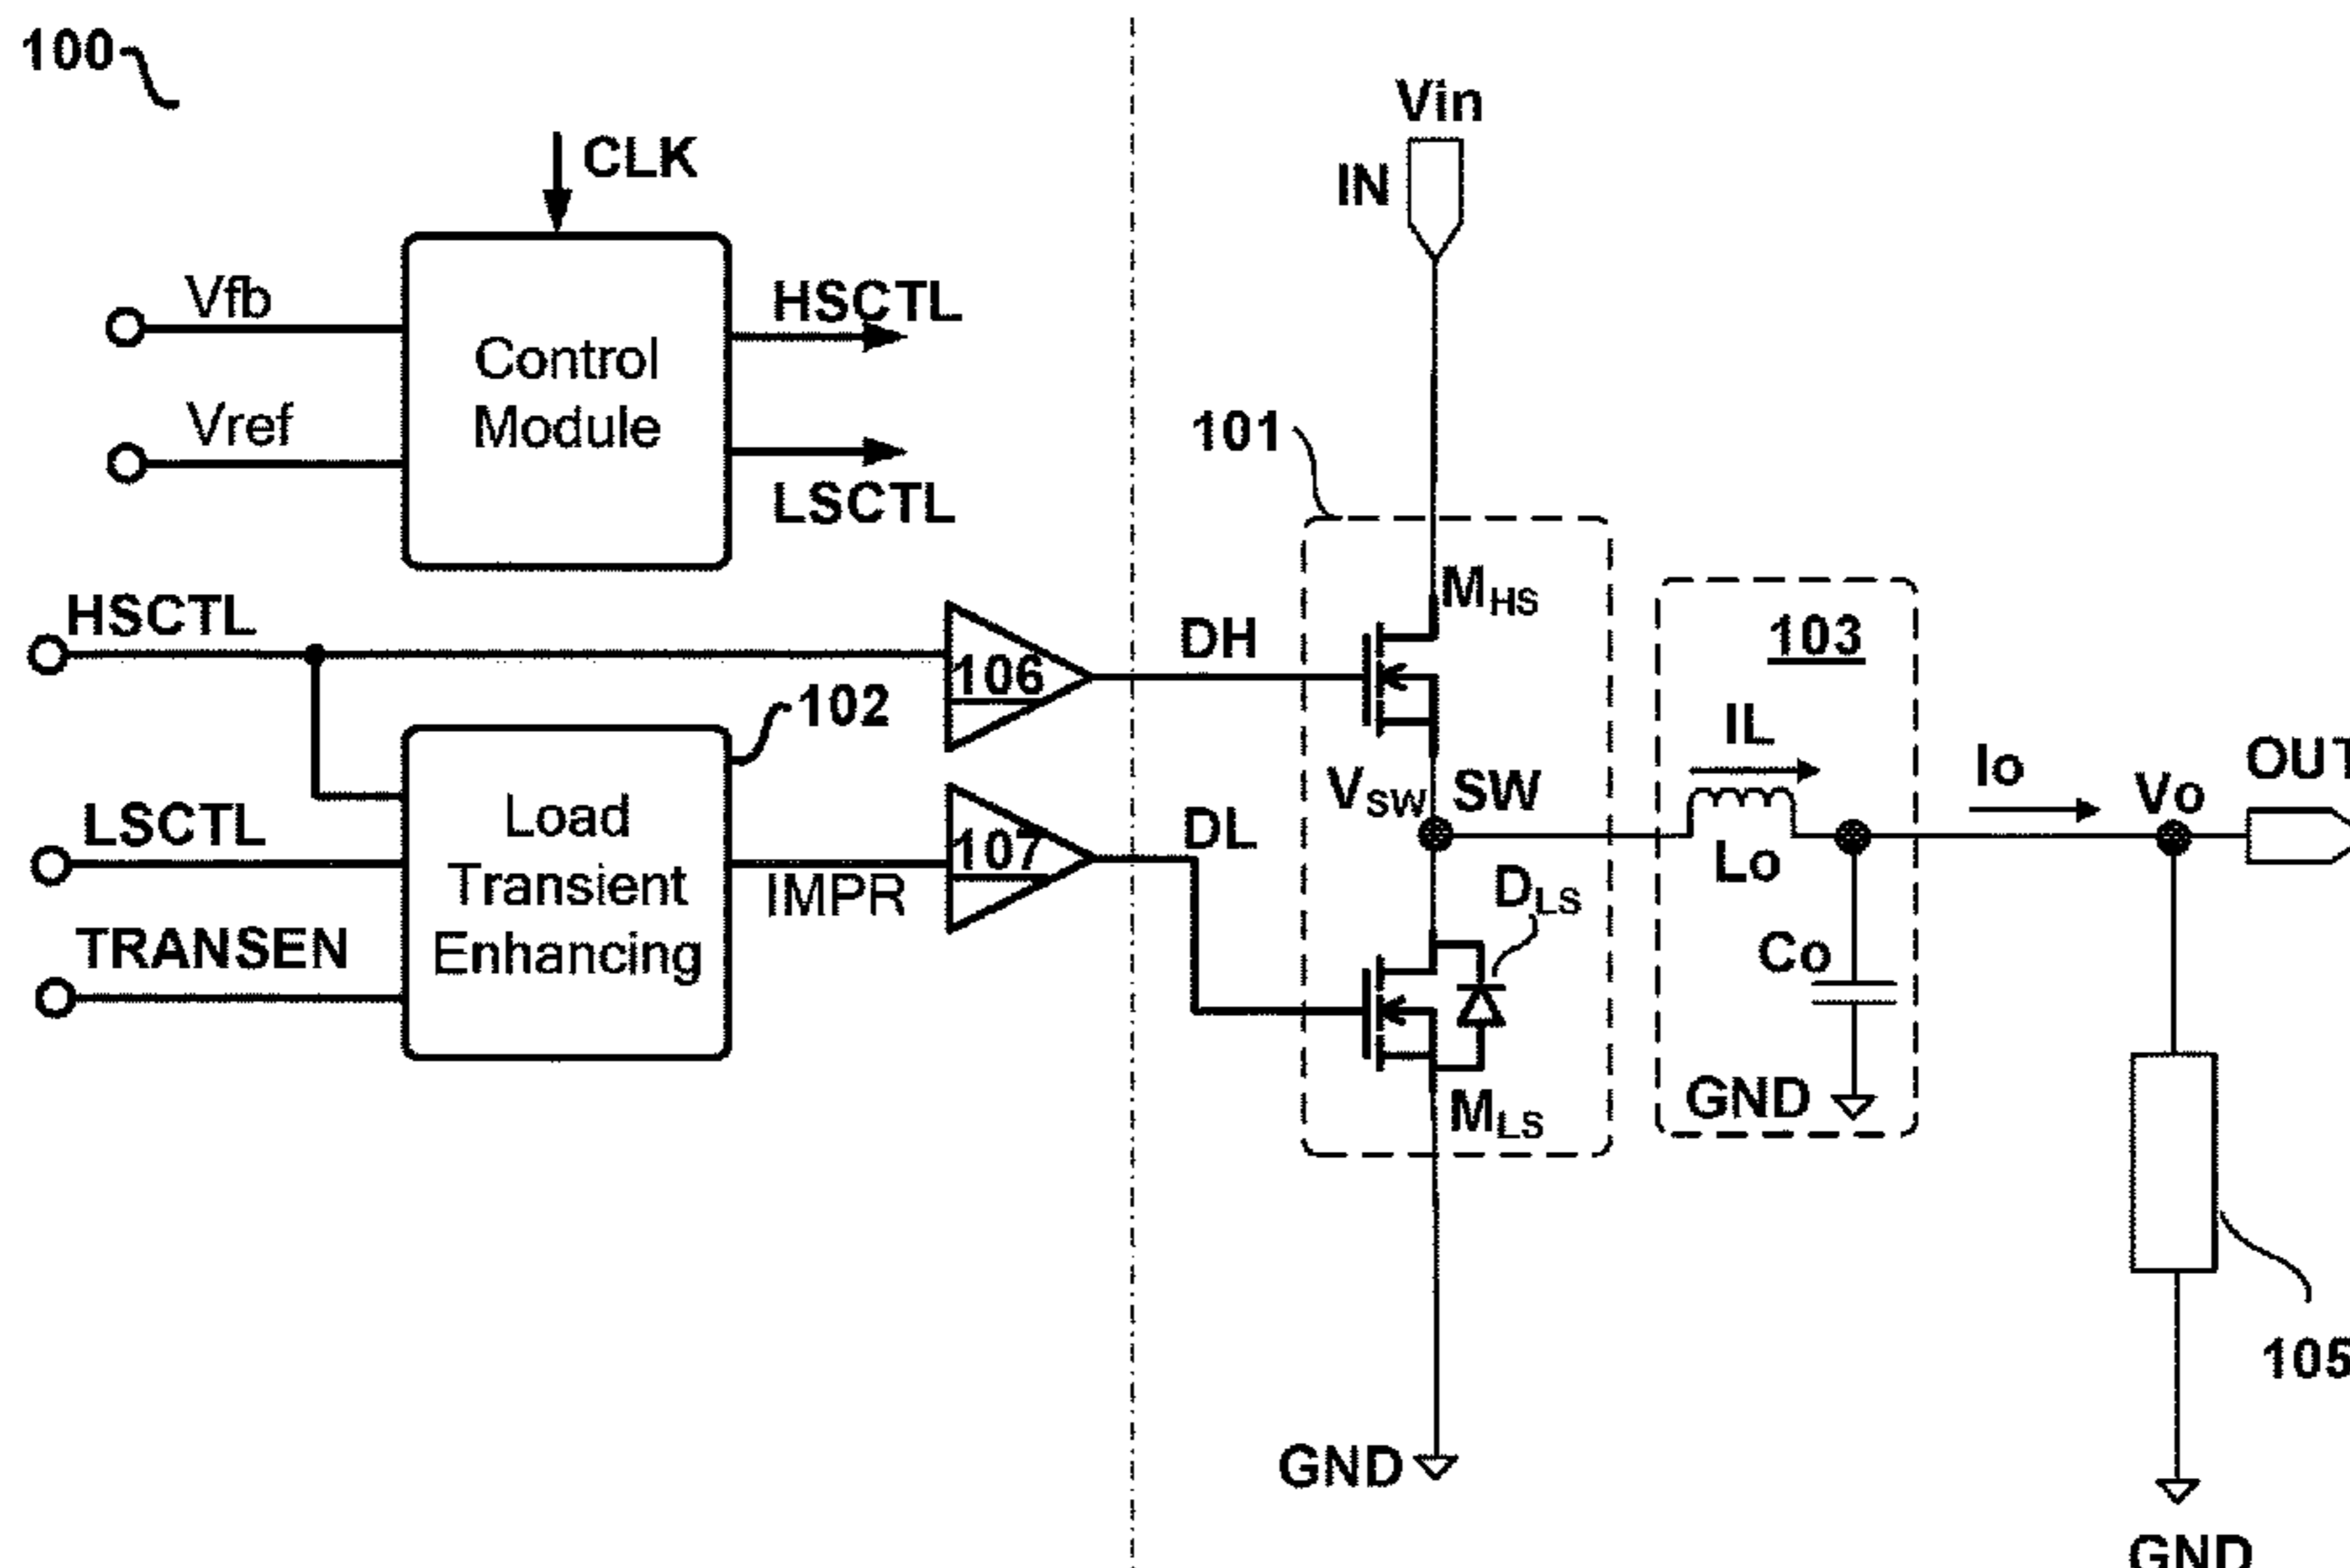 100
CLK
Vfb
Vref
Control
Module
HSCTL
LSCTL
HSCTL
LSCTL
TRANSEN
102
Load
Transient
Enhancing
IMPR
106
107
DH
DL
Vin
IN
101
MHS
VSW
SW
DLS
MLS
GND
103
IL
Lo
Co
GND
Io
Vo
OUT
105
GND